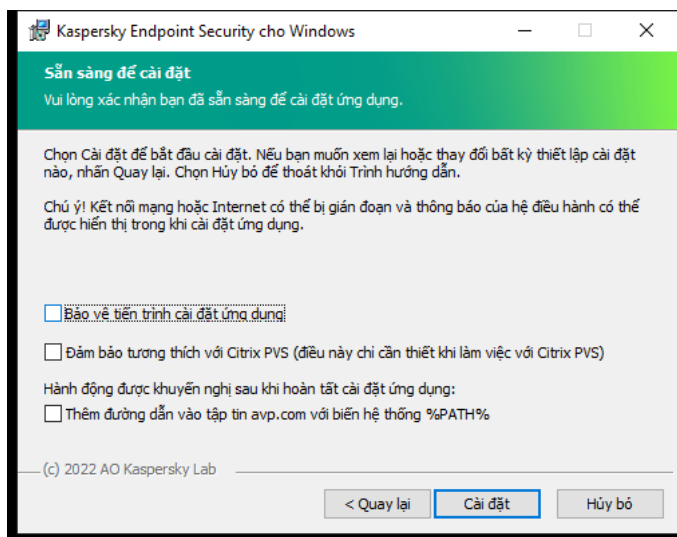 Kaspersky Endpoint Security cho Windows
Sẵn sàng để cài đặt
Vui lòng xác nhận bạn đã sẵn sàng để cài đặt ứng dụng.
Chọn Cài đặt để bắt đầu cài đặt. Nếu bạn muốn xem lại hoặc thay đổi bất kỳ thiết lập cài đặt
nào, nhấn Quay lại. Chọn Hủy bỏ để thoát khỏi Trình hướng dẫn.
Chú ý! Kết nối mạng hoặc Internet có thể bị gián đoạn và thông báo của hệ điều hành có thể
được hiển thị trong khi cài đặt ứng dụng.
Bảo vệ tiến trình cài đặt ứng dụng
Đảm bảo tương thích với Citrix PVS (điều này chỉ cần thiết khi làm việc với Citrix PVS)
Hành động được khuyến nghị sau khi hoàn tất cài đặt ứng dụng:
Thêm đường dẫn vào tập tin avp.com với biến hệ thống %PATH%
(c) 2022 AO Kaspersky Lab
< Quay lại Cài đặt Hủy bỏ